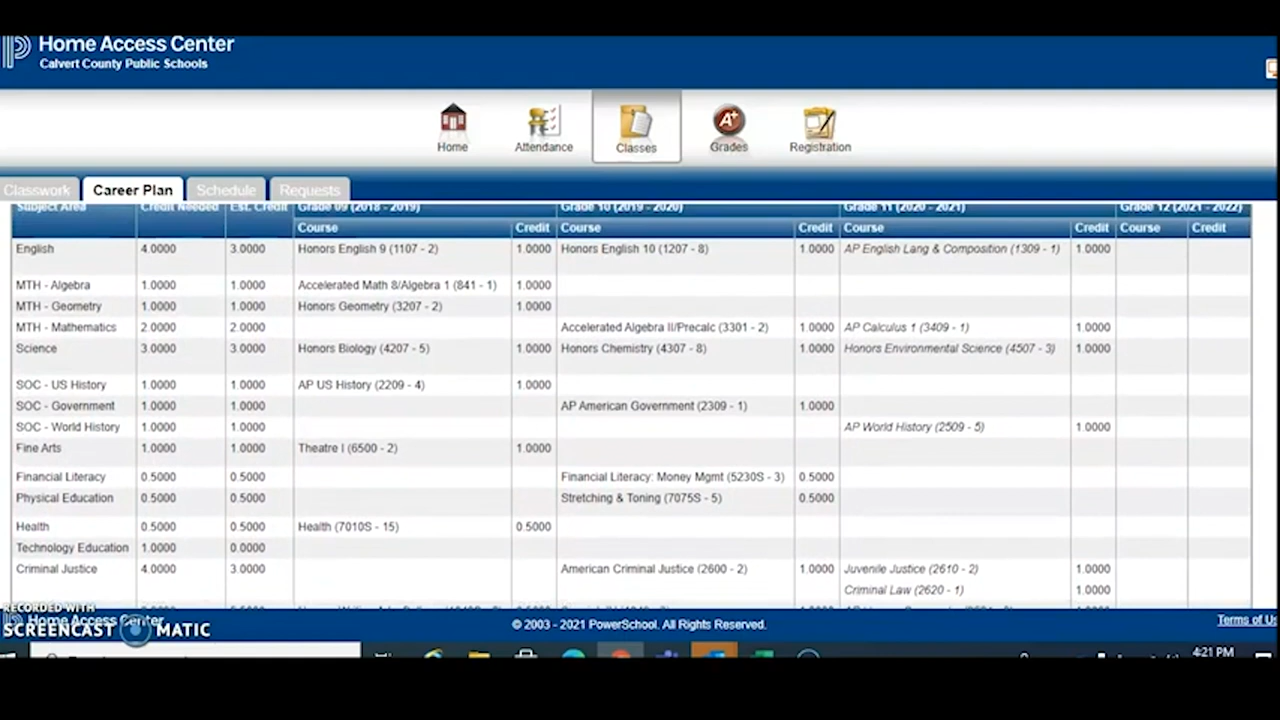 Home Access Center
Calvert County Public Schools
Home Attendance Classes Grades Registration
Classwork Career Plan Schedule Requests
Subject Area Credit Needed Est. Credit Grade 09 (2018 - 2019) Grade 10 (2019 - 2020) Grade 11 (2020 - 2021) Grade 12 (2021 - 2022)
Course Credit Course Credit Course Credit Course Credit
English 4.0000 3.0000 Honors English 9 (1107 - 2) 1.0000 Honors English 10 (1207 - 8) 1.0000 AP English Lang & Composition (1309 - 1) 1.0000
MTH - Algebra 1.0000 1.0000 Accelerated Math 8/Algebra 1 (841 - 1) 1.0000
MTH - Geometry 1.0000 1.0000 Honors Geometry (3207 - 2) 1.0000
MTH - Mathematics 2.0000 2.0000 Accelerated Algebra II/Precalc (3301 - 2) 1.0000 AP Calculus 1 (3409 - 1) 1.0000
Science 3.0000 3.0000 Honors Biology (4207 - 5) 1.0000 Honors Chemistry (4307 - 8) 1.0000 Honors Environmental Science (4507 - 3) 1.0000
SOC - US History 1.0000 1.0000 AP US History (2209 - 4) 1.0000
SOC - Government 1.0000 1.0000 AP American Government (2309 - 1) 1.0000
SOC - World History 1.0000 1.0000 AP World History (2509 - 5) 1.0000
Fine Arts 1.0000 1.0000 Theatre I (6500 - 2) 1.0000
Financial Literacy 0.5000 0.5000 Financial Literacy: Money Mgmt (5230S - 3) 0.5000
Physical Education 0.5000 0.5000 Stretching & Toning (7075S - 5) 0.5000
Health 0.5000 0.5000 Health (7010S - 15) 0.5000
Technology Education 1.0000 0.0000
Criminal Justice 4.0000 3.0000 American Criminal Justice (2600 - 2) 1.0000 Juvenile Justice (2610 - 2) 1.0000
Criminal Law (2620 - 1) 1.0000
RECORDED WITH
Home Access Center
SCREENCAST MATIC
© 2003 - 2021 PowerSchool. All Rights Reserved.
Terms of Us
4:21 PM